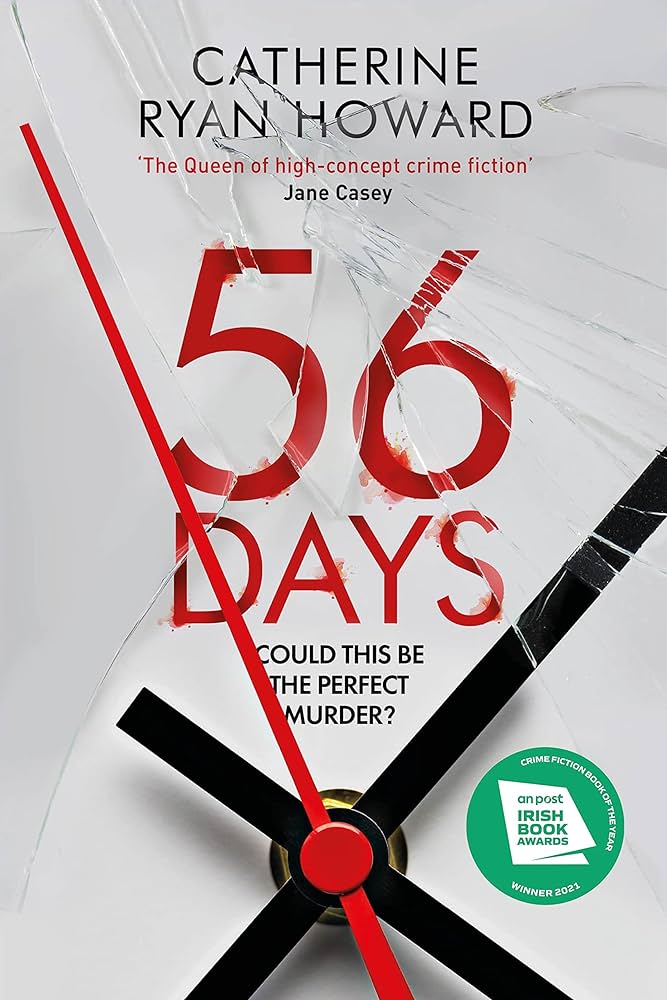 CATHERINE
RYAN HOWARD
‘The Queen of high-concept crime fiction’
Jane Casey
56
DAYS
COULD THIS BE
THE PERFECT
MURDER?
CRIME FICTION BOOK OF THE YEAR
an post
IRISH
BOOK
AWARDS
WINNER 2021